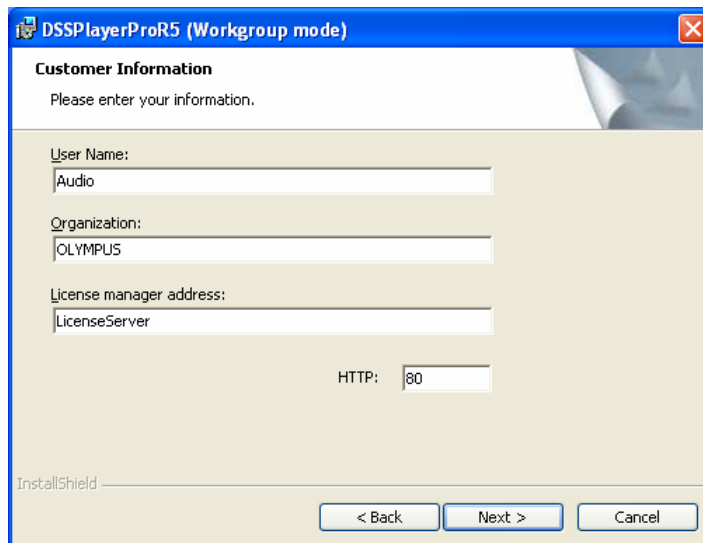 DSSPlayerProR5 (Workgroup mode)
Customer Information
Please enter your information.
User Name:
Audio
Organization:
OLYMPUS
License manager address:
LicenseServer
HTTP: 80
InstallShield
< Back Next > Cancel